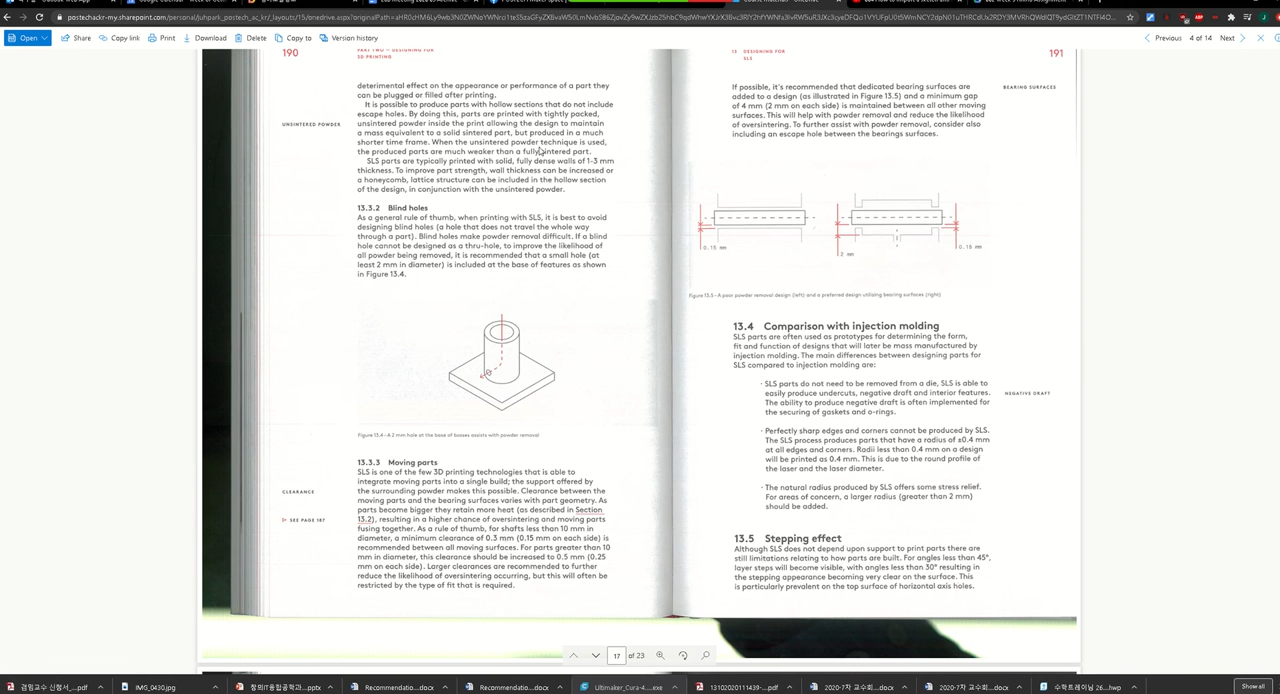 Open
Share
Copy link
Print
Download
Delete
Copy to
Version history
Previous
4 of 14
Next
190
PART TWO — DESIGNING FOR
3D PRINTING
deterimental effect on the appearance or performance of a part they
can be plugged or filled after printing.
It is possible to produce parts with hollow sections that do not include
escape holes. By doing this, parts are printed with tightly packed,
UNSINTERED POWDER
unsintered powder inside the print allowing the design to maintain
a mass equivalent to a solid sintered part, but produced in a much
shorter time frame. When the unsintered powder technique is used,
the produced parts are much weaker than a fully sintered part.
SLS parts are typically printed with solid, fully dense walls of 1-3 mm
thickness. To improve part strength, wall thickness can be increased or
a honeycomb, lattice structure can be included in the hollow section
of the design, in conjunction with the unsintered powder.
13.3.2 Blind holes
As a general rule of thumb, when printing with SLS, it is best to avoid
designing blind holes (a hole that does not travel the whole way
through a part). Blind holes make powder removal difficult. If a blind
hole cannot be designed as a thru-hole, to improve the likelihood of
all powder being removed, it is recommended that a small hole (at
least 2 mm in diameter) is included at the base of features as shown
in Figure 13.4.
Figure 13.4 – A 2 mm hole at the base of bosses assists with powder removal
13.3.3 Moving parts
SLS is one of the few 3D printing technologies that is able to
integrate moving parts into a single build; the support offered by
CLEARANCE
the surrounding powder makes this possible. Clearance between the
moving parts and the bearing surfaces varies with part geometry. As
parts become bigger they retain more heat (as described in Section
SEE PAGE 187
13.2), resulting in a higher chance of oversintering and moving parts
fusing together. As a rule of thumb, for shafts less than 10 mm in
diameter, a minimum clearance of 0.3 mm (0.15 mm on each side) is
recommended between all moving surfaces. For parts greater than 10
mm in diameter, this clearance should be increased to 0.5 mm (0.25
mm on each side). Larger clearances are recommended to further
reduce the likelihood of oversintering occurring, but this will often be
restricted by the type of fit that is required.
13 DESIGNING FOR
SLS
191
If possible, it's recommended that dedicated bearing surfaces are
BEARING SURFACES
added to a design (as illustrated in Figure 13.5) and a minimum gap
of 4 mm (2 mm on each side) is maintained between all other moving
surfaces. This will help with powder removal and reduce the likelihood
of oversintering. To further assist with powder removal, consider also
including an escape hole between the bearings surfaces.
0.15 mm
2 mm
0.15 mm
Figure 13.5 – A poor powder removal design (left) and a preferred design utilizing bearing surfaces (right)
13.4 Comparison with injection molding
SLS parts are often used as prototypes for determining the form,
fit and function of designs that will later be mass manufactured by
injection molding. The main differences between designing parts for
SLS compared to injection molding are:
· SLS parts do not need to be removed from a die, SLS is able to
easily produce undercuts, negative draft and interior features.
NEGATIVE DRAFT
The ability to produce negative draft is often implemented for
the securing of gaskets and o-rings.
· Perfectly sharp edges and corners cannot be produced by SLS.
The SLS process produces parts that have a radius of ±0.4 mm
at all edges and corners. Radii less than 0.4 mm on a design
will be printed as 0.4 mm. This is due to the round profile of
the laser and the laser diameter.
· The natural radius produced by SLS offers some stress relief.
For areas of concern, a larger radius (greater than 2 mm)
should be added.
13.5 Stepping effect
Although SLS does not depend upon support to print parts there are
still limitations relating to how parts are built. For angles less than 45°,
layer steps will become visible, with angles less than 30° resulting in
the stepping appearance becoming very clear on the surface. This
is particularly prevalent on the top surface of horizontal axis holes.
17 of 23
IMG_0430.jpg
Recommendatio....docx
Recommendatio....docx
Ultimaker_Cura-4....exe
13102020111439-....pdf
2020-7차 교수회....docx
2020-7차 교수회....docx
수학트레이닝 26....hwp
Show all